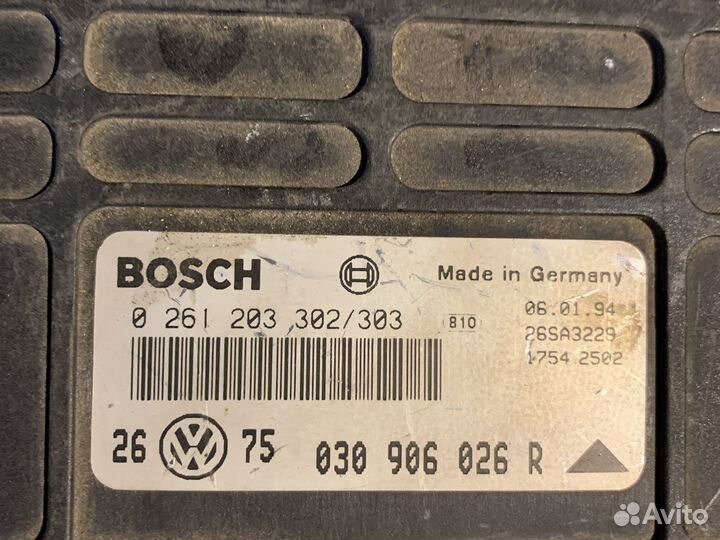 BOSCH Made in Germany
0 261 203 302/303 810 06.01.94
26SA3229
1754 2502
26 VW 75 030 906 026 R
Avito